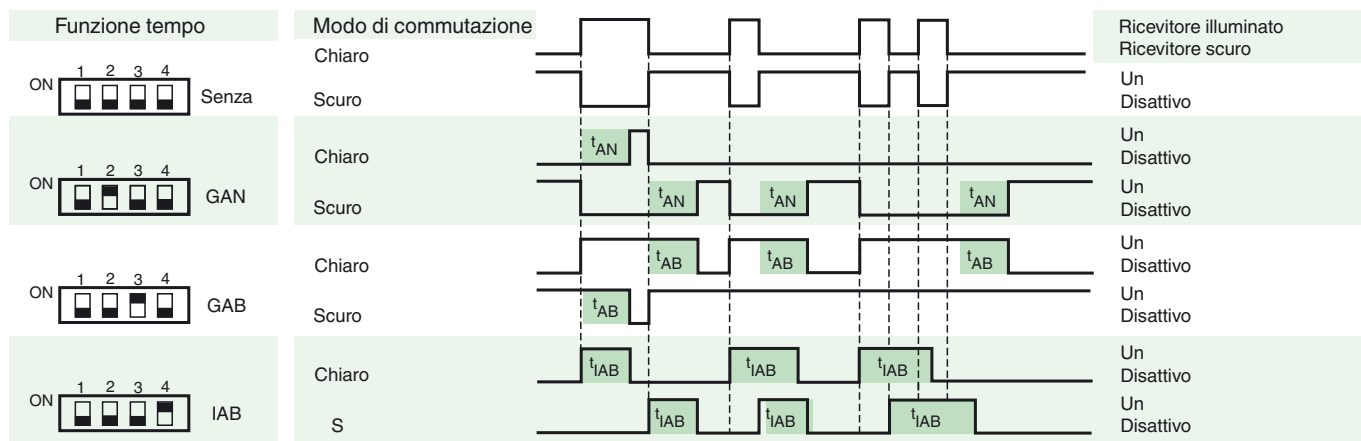 Funzione tempo
Modo di commutazione
Chiaro
Ricevitore illuminato
Ricevitore scuro
1 2 3 4
ON
Senza
Scuro
Un
Disattivo
Chiaro
tAN
Un
Disattivo
1 2 3 4
ON
GAN
Scuro
tAN
tAN
tAN
Un
Disattivo
Chiaro
tAB
tAB
tAB
Un
Disattivo
1 2 3 4
ON
GAB
Scuro
tAB
Un
Disattivo
Chiaro
tIAB
tIAB
tIAB
Un
Disattivo
1 2 3 4
ON
IAB
S
tIAB
tIAB
tIAB
Un
Disattivo